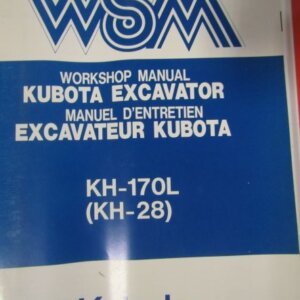 WSM
WORKSHOP MANUAL
KUBOTA EXCAVATOR
MANUEL D'ENTRETIEN
EXCAVATEUR KUBOTA
KH-170L
(KH-28)